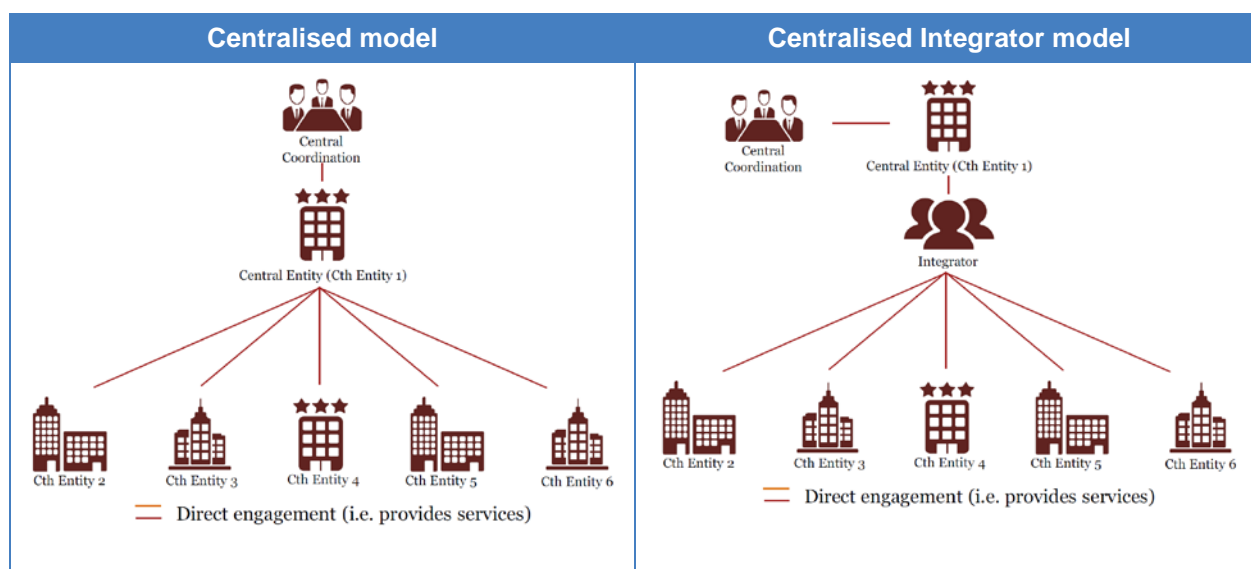 Centralised model
Central
Coordination
Central Entity (Cth Entity 1)
Cth Entity 2
Cth Entity 3
Cth Entity 4
Cth Entity 5
Cth Entity 6
Direct engagement (i.e. provides services)
Centralised Integrator model
Central
Coordination
Central Entity (Cth Entity 1)
Integrator
Cth Entity 2
Cth Entity 3
Cth Entity 4
Cth Entity 5
Cth Entity 6
Direct engagement (i.e. provides services)